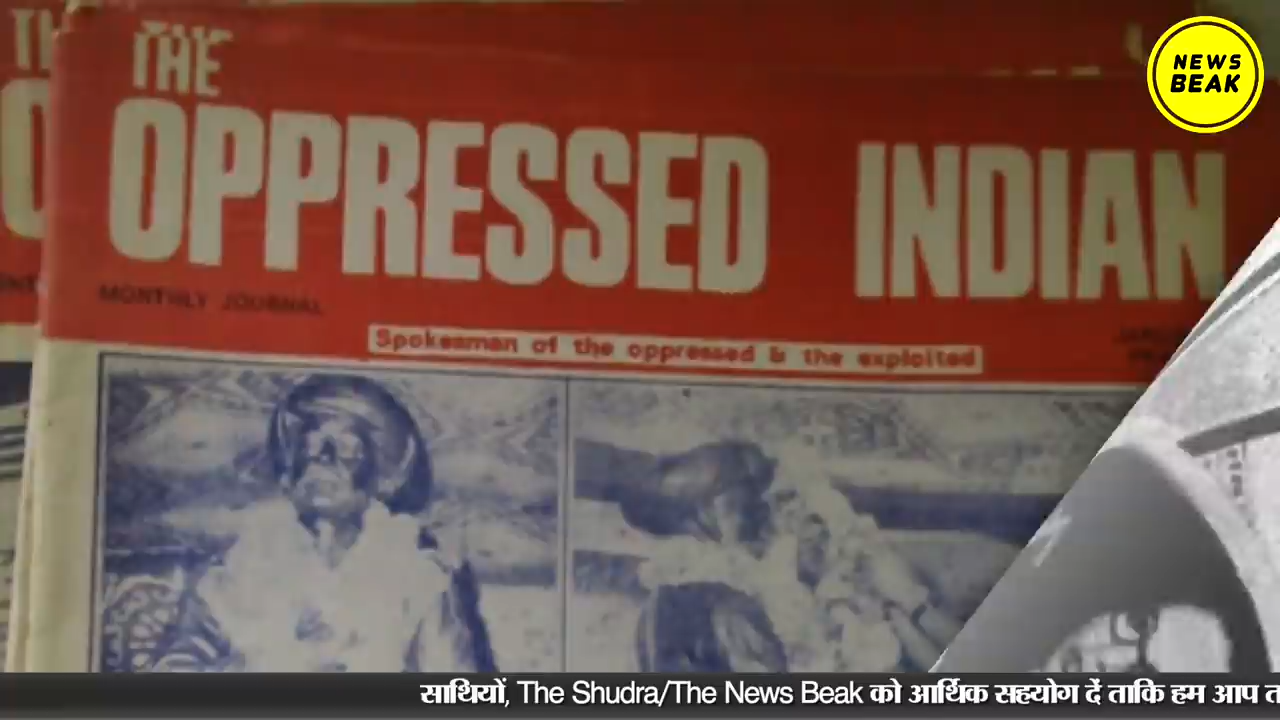 THE
OPPRESSED INDIAN
MONTHLY JOURNAL
Spokesman of the oppressed & the exploited
NEWS
BEAK
साथियों, The Shudra/The News Beak को आर्थिक सहयोग दें ताकि हम आप